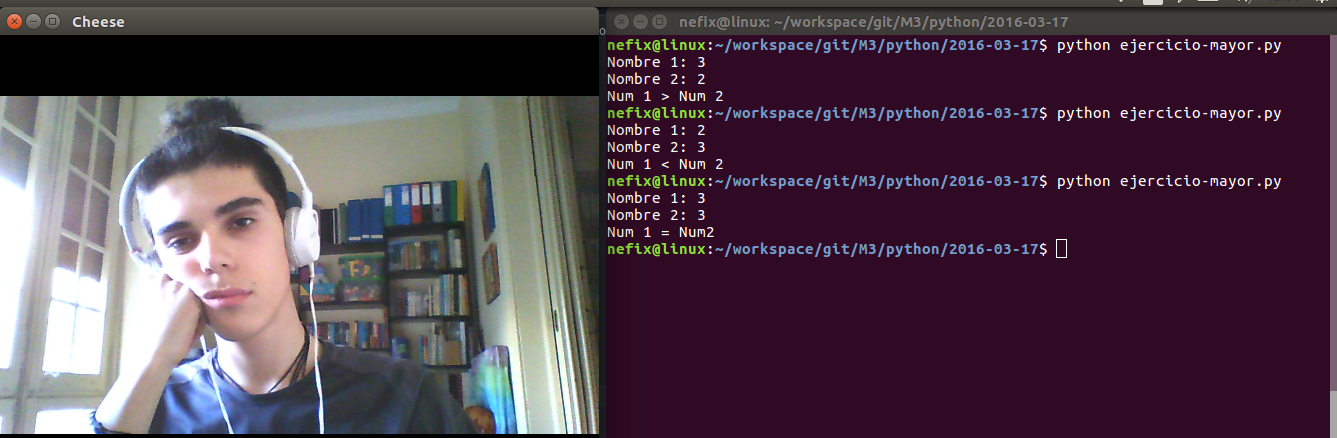 Cheese
nefix@linux: ~/workspace/git/M3/python/2016-03-17
nefix@linux:~/workspace/git/M3/python/2016-03-17$ python ejercicio-mayor.py
Nombre 1: 3
Nombre 2: 2
Num 1 > Num 2
nefix@linux:~/workspace/git/M3/python/2016-03-17$ python ejercicio-mayor.py
Nombre 1: 2
Nombre 2: 3
Num 1 < Num 2
nefix@linux:~/workspace/git/M3/python/2016-03-17$ python ejercicio-mayor.py
Nombre 1: 3
Nombre 2: 3
Num 1 = Num2
nefix@linux:~/workspace/git/M3/python/2016-03-17$